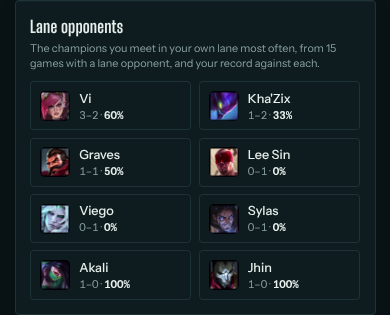 Lane opponents
The champions you meet in your own lane most often, from 15
games with a lane opponent, and your record against each.
Vi
3–2 · 60%
Kha'Zix
1–2 · 33%
Graves
1–1 · 50%
Lee Sin
0–1 · 0%
Viego
0–1 · 0%
Sylas
0–1 · 0%
Akali
1–0 · 100%
Jhin
1–0 · 100%